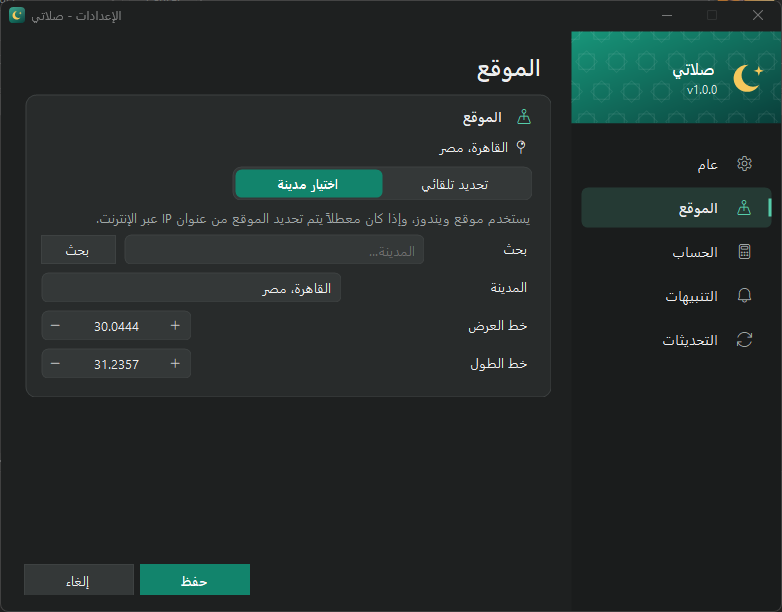 الإعدادات - صلاتي
صلاتي
v1.0.0
عام
الموقع
الحساب
التنبيهات
التحديثات
الموقع
الموقع
القاهرة، مصر
تحديد تلقائي
اختيار مدينة
يستخدم موقع ويندوز، وإذا كان معطلاً يتم تحديد الموقع من عنوان IP عبر الإنترنت.
بحث
المدينة...
بحث
المدينة
القاهرة، مصر
خط العرض
+ 30.0444 −
خط الطول
+ 31.2357 −
حفظ
إلغاء